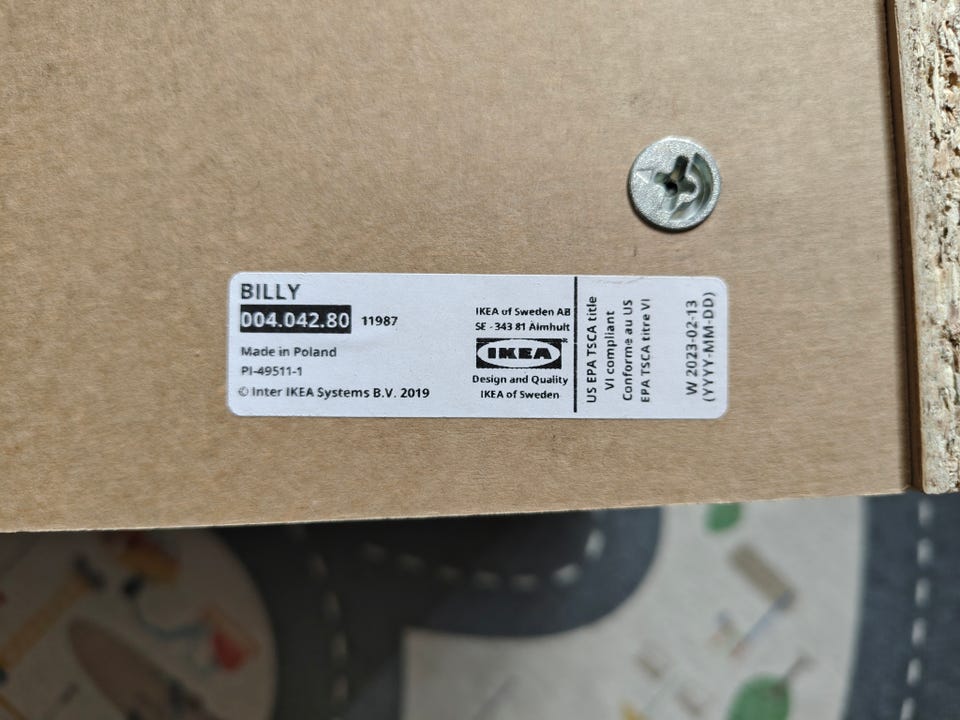 BILLY
004.042.80 11987
Made in Poland
PI-49511-1
© Inter IKEA Systems B.V. 2019
IKEA of Sweden AB
SE - 343 81 Älmhult
IKEA
Design and Quality
IKEA of Sweden
US EPA TSCA title
VI compliant
Conforme au US
EPA TSCA titre VI
W 2023-02-13
(YYYY-MM-DD)